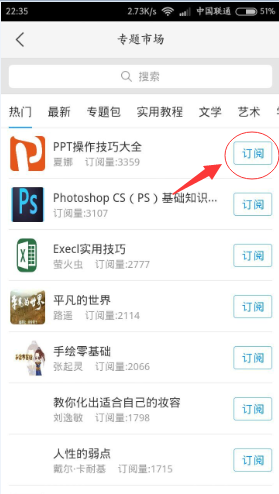 22:35 2.73K/s 中国联通 51%
专题市场
搜索
热门 最新 专题包 实用教程 文学 艺术
PPT操作技巧大全
夏娜 订阅量:3359
订阅
Photoshop CS（PS）基础知识...
订阅量:3107
订阅
Execl实用技巧
萤火虫 订阅量:2777
订阅
平凡的世界
路遥 订阅量:2114
订阅
手绘零基础
张起灵 订阅量:2066
订阅
教你化出适合自己的妆容
刘逸敏 订阅量:1798
订阅
人性的弱点
戴尔·卡耐基 订阅量:1715
订阅